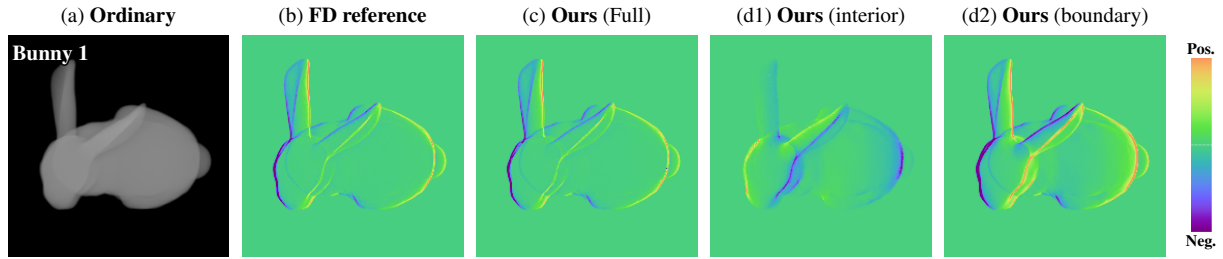 (a) Ordinary
(b) FD reference
(c) Ours (Full)
(d1) Ours (interior)
(d2) Ours (boundary)
Bunny 1
Pos.
Neg.